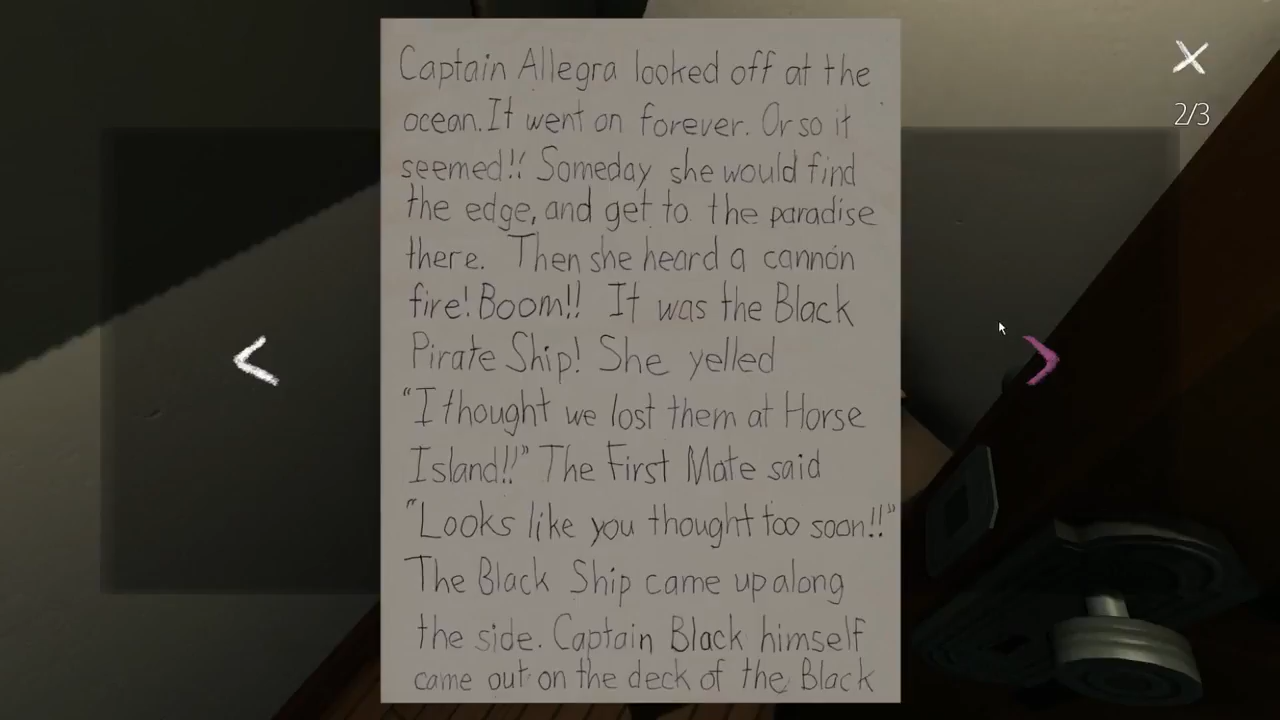 Captain Allegra looked off at the
ocean. It went on forever. Or so it
seemed!! Someday she would find
the edge, and get to the paradise
there. Then she heard a cannon
fire! Boom!! It was the Black
Pirate Ship! She yelled
"I thought we lost them at Horse
Island!!" The First Mate said
"Looks like you thought too soon!!"
The Black Ship came up along
the side. Captain Black himself
came out on the deck of the Black
2/3